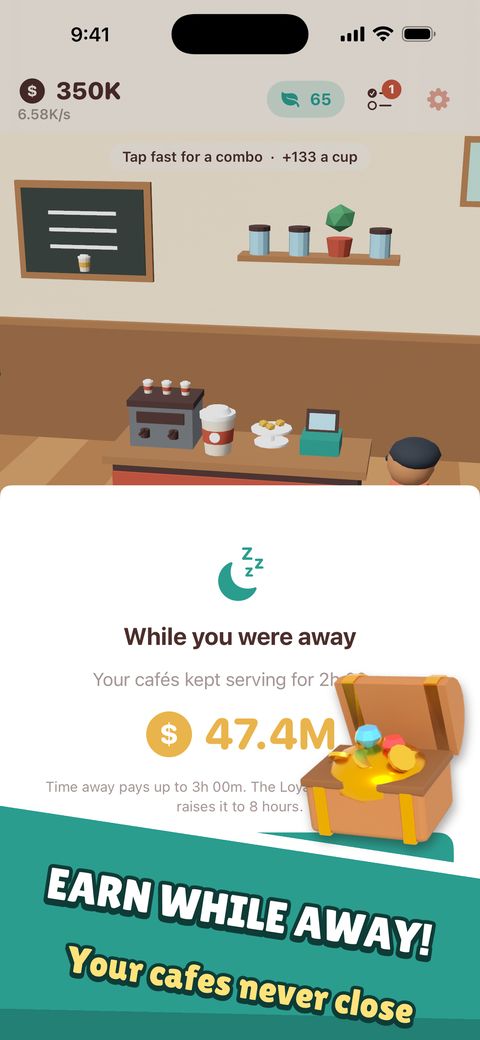 9:41
$ 350K
6.58K/s
65
1
Tap fast for a combo · +133 a cup
z z z
While you were away
Your cafés kept serving for 2h
$ 47.4M
Time away pays up to 3h 00m. The
raises it to 8 hours.
EARN WHILE AWAY!
Your cafes never close